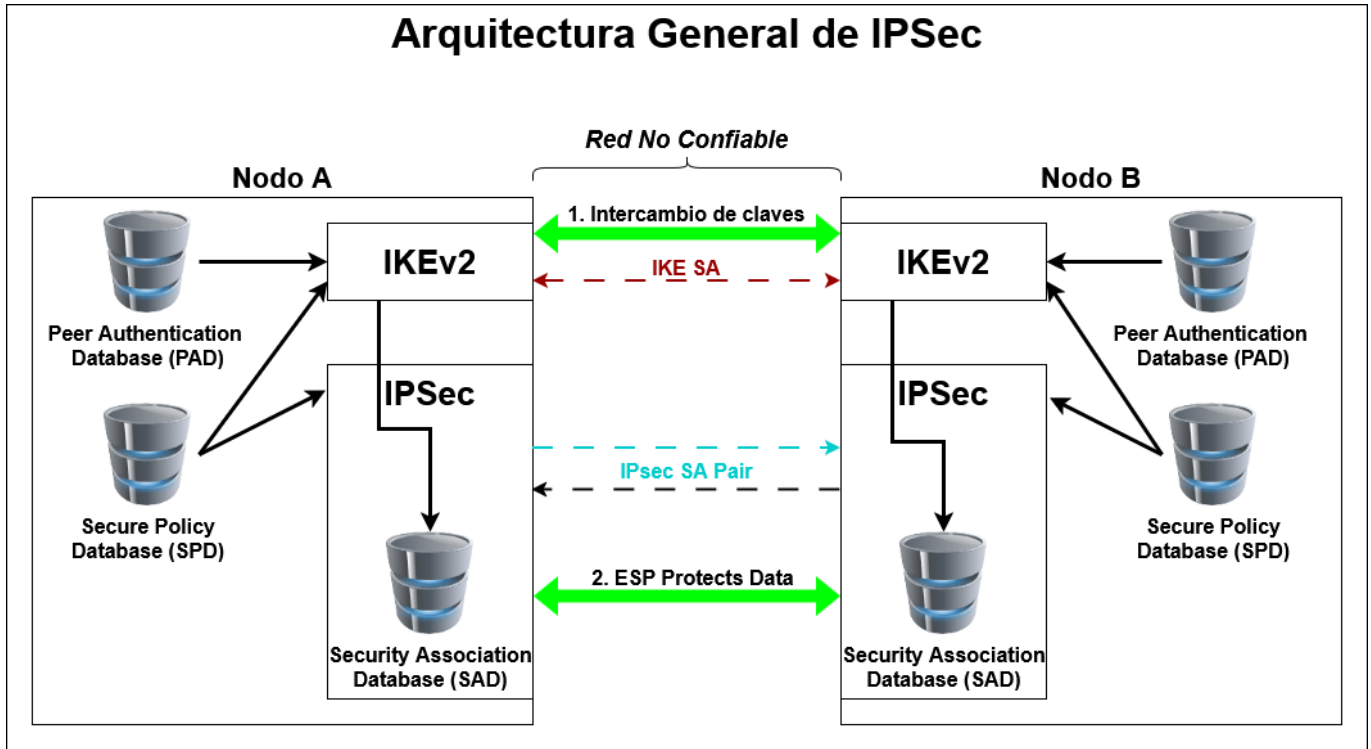 Arquitectura General de IPSec
Red No Confiable
Nodo A
Nodo B
1. Intercambio de claves
IKEv2
IKE SA
IKEv2
Peer Authentication
Database (PAD)
Peer Authentication
Database (PAD)
IPSec
IPSec
IPsec SA Pair
Secure Policy
Database (SPD)
Secure Policy
Database (SPD)
2. ESP Protects Data
Security Association
Database (SAD)
Security Association
Database (SAD)